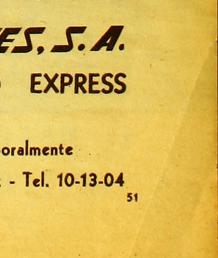 ES, S. A.
EXPRESS
oralmente
- Tel. 10-13-04
51